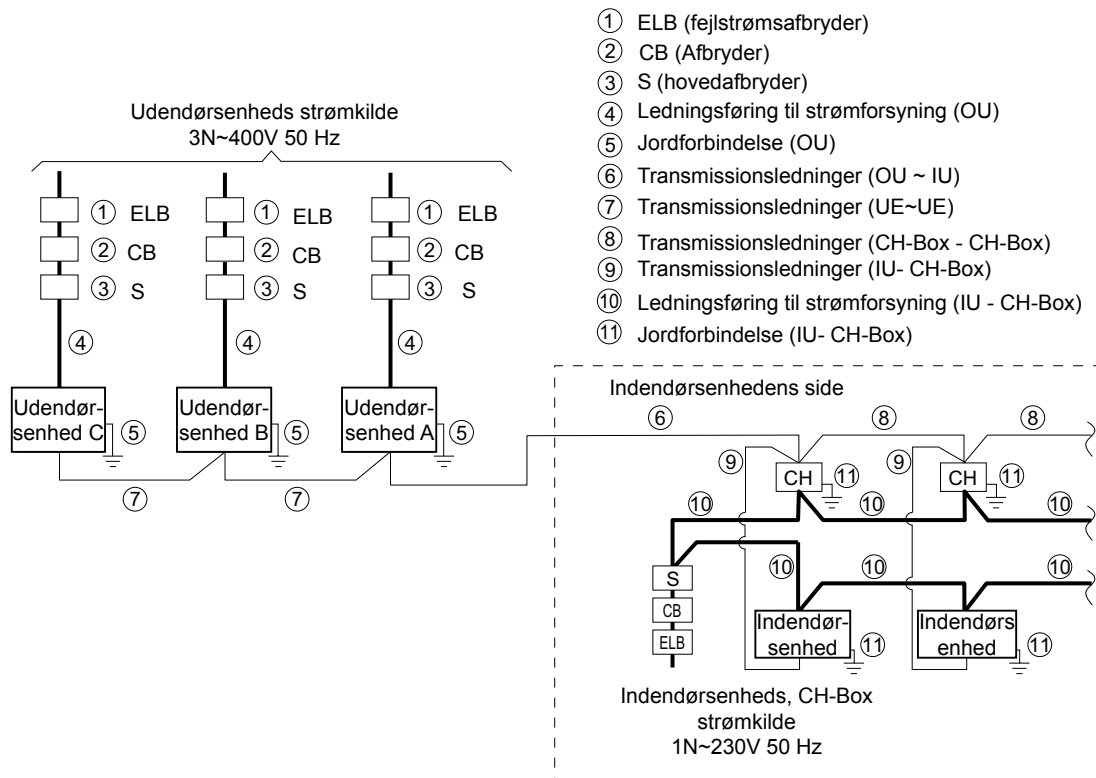 ① ELB (fejlstrømsafbryder)
② CB (Afbryder)
③ S (hovedafbryder)
④ Ledningsføring til strømforsyning (OU)
⑤ Jordforbindelse (OU)
⑥ Transmissionsledninger (OU ~ IU)
⑦ Transmissionsledninger (UE~UE)
⑧ Transmissionsledninger (CH-Box - CH-Box)
⑨ Transmissionsledninger (IU- CH-Box)
⑩ Ledningsføring til strømforsyning (IU - CH-Box)
⑪ Jordforbindelse (IU- CH-Box)
Udendørsenheds strømkilde
3N~400V 50 Hz
① ELB ① ELB ① ELB
② CB ② CB ② CB
③ S ③ S ③ S
④ ④ ④
Udendør-
senhed C ⑤
Udendør-
senhed B ⑤
Udendør-
senhed A ⑤
⑦ ⑦
Indendørsenhedens side
⑥ ⑧ ⑧
⑨ CH ⑪ ⑨ CH ⑪
⑩ ⑩ ⑩
⑩ ⑩ ⑩
S
CB
ELB
Indendør-
senhed ⑪
Indendørs
enhed ⑪
Indendørsenheds, CH-Box
strømkilde
1N~230V 50 Hz